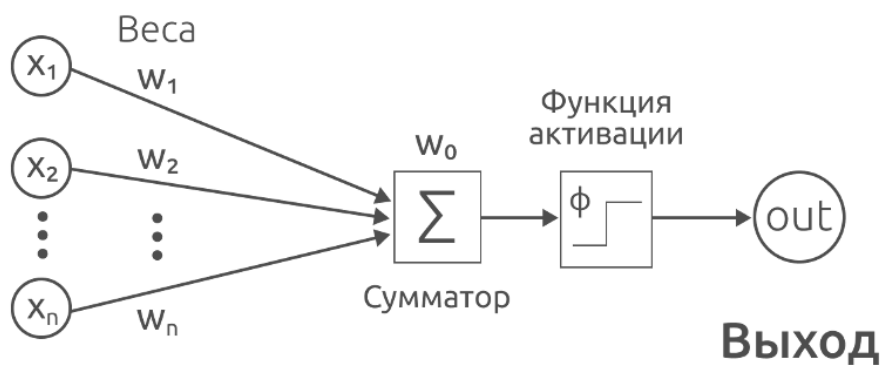 Веса
x₁
w₁
x₂
w₂
xₙ
wₙ
w₀
Σ
Сумматор
Функция
активации
ϕ
out
Выход